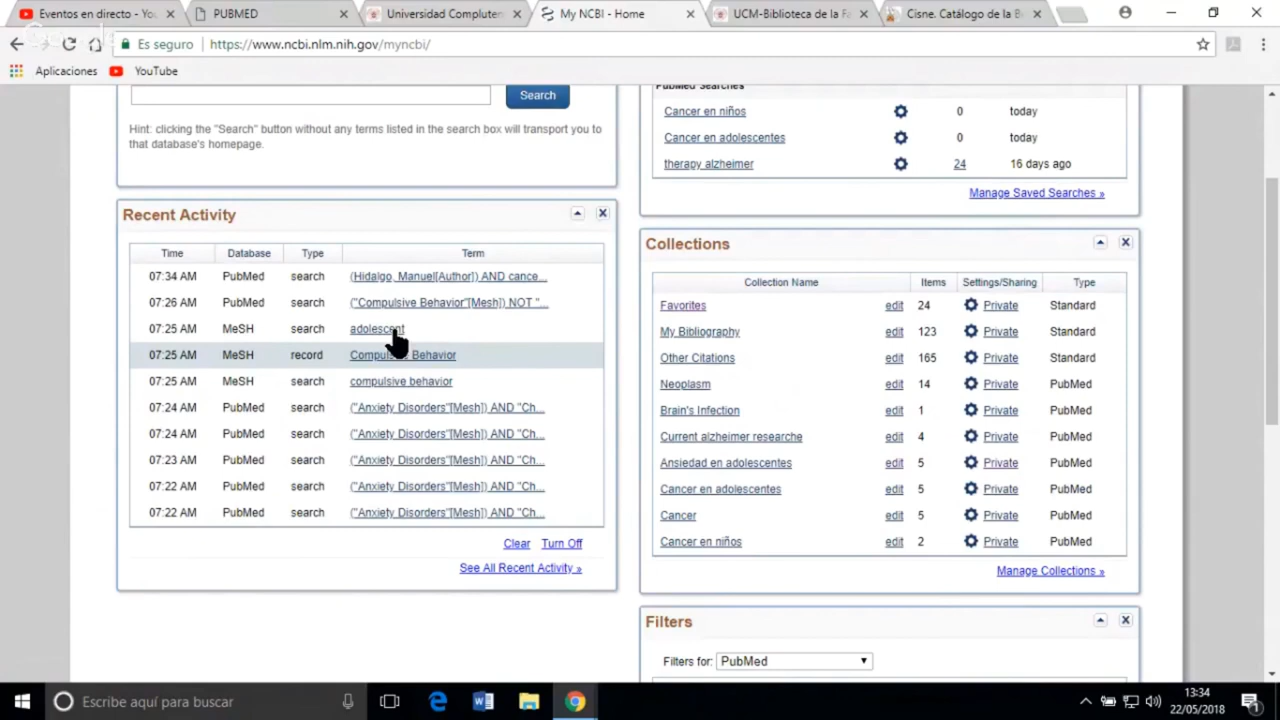 Eventos en directo - You
PUBMED
Universidad Compluten
My NCBI - Home
UCM-Biblioteca de la Fa
Cisne. Catálogo de la B
Es seguro
https://www.ncbi.nlm.nih.gov/myncbi/
Aplicaciones
YouTube
Search
Hint: clicking the "Search" button without any terms listed in the search box will transport you to
that database's homepage.
PubMed Searches
Cancer en niños 0 today
Cancer en adolescentes 0 today
therapy alzheimer 24 16 days ago
Manage Saved Searches »
Recent Activity
Time Database Type Term
07:34 AM PubMed search (Hidalgo, Manuel[Author]) AND cance...
07:26 AM PubMed search ("Compulsive Behavior"[Mesh]) NOT "...
07:25 AM MeSH search adolescent
07:25 AM MeSH record Compulsive Behavior
07:25 AM MeSH search compulsive behavior
07:24 AM PubMed search ("Anxiety Disorders"[Mesh]) AND "Ch...
07:24 AM PubMed search ("Anxiety Disorders"[Mesh]) AND "Ch...
07:23 AM PubMed search ("Anxiety Disorders"[Mesh]) AND "Ch...
07:22 AM PubMed search ("Anxiety Disorders"[Mesh]) AND "Ch...
07:22 AM PubMed search ("Anxiety Disorders"[Mesh]) AND "Ch...
Clear Turn Off
See All Recent Activity »
Collections
Collection Name Items Settings/Sharing Type
Favorites edit 24 Private Standard
My Bibliography edit 123 Private Standard
Other Citations edit 165 Private Standard
Neoplasm edit 14 Private PubMed
Brain's Infection edit 1 Private PubMed
Current alzheimer researche edit 4 Private PubMed
Ansiedad en adolescentes edit 5 Private PubMed
Cancer en adolescentes edit 5 Private PubMed
Cancer edit 5 Private PubMed
Cancer en niños edit 2 Private PubMed
Manage Collections »
Filters
Filters for: PubMed
Escribe aquí para buscar
13:34
22/05/2018
1